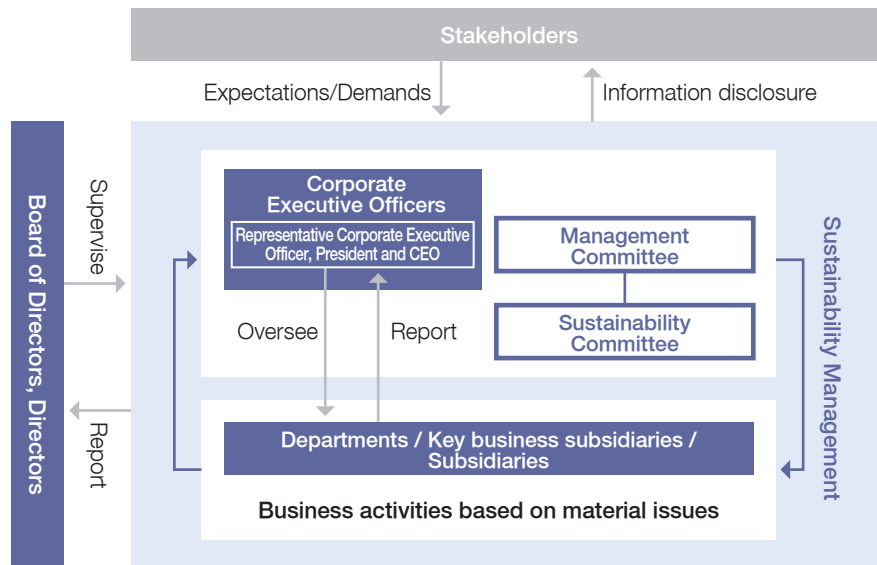 Stakeholders
Expectations/Demands
Information disclosure
Board of Directors, Directors
Supervise
Report
Corporate
Executive Officers
Representative Corporate Executive
Officer, President and CEO
Management
Committee
Sustainability
Committee
Oversee
Report
Departments / Key business subsidiaries /
Subsidiaries
Business activities based on material issues
Sustainability Management